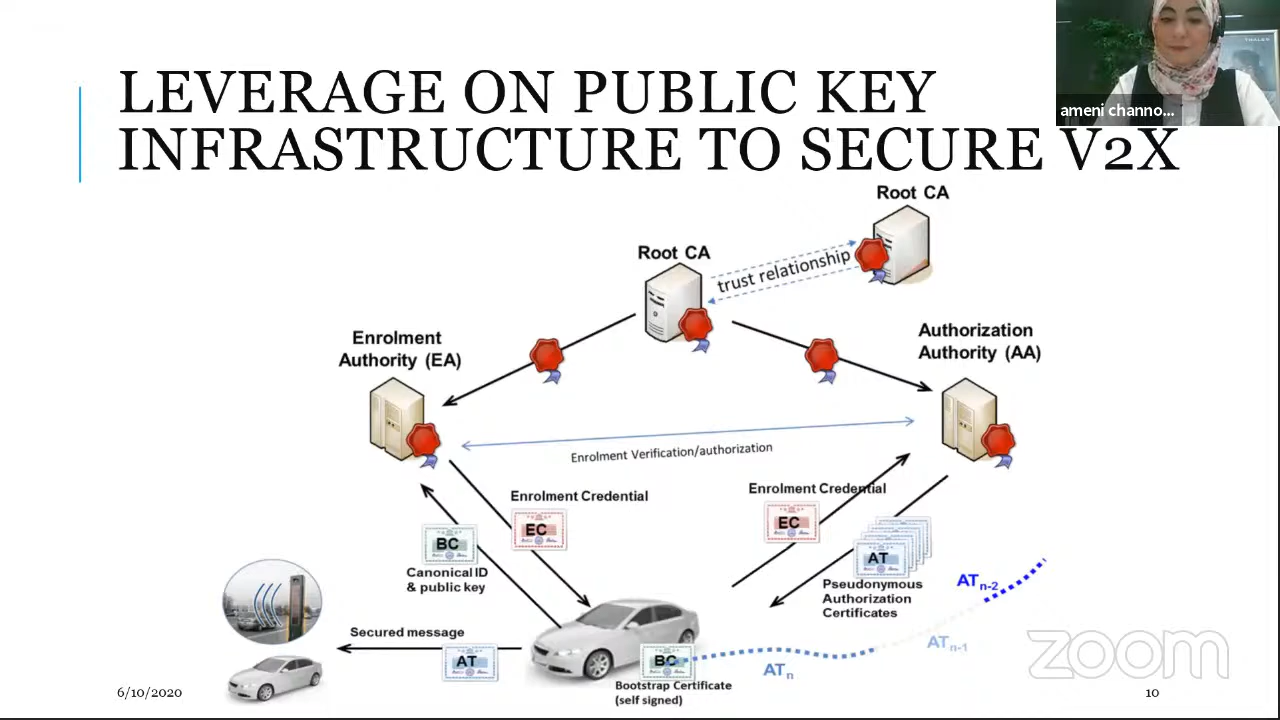 ameni channo...
LEVERAGE ON PUBLIC KEY
INFRASTRUCTURE TO SECURE V2X
Root CA
Root CA
trust relationship
Enrolment
Authority (EA)
Authorization
Authority (AA)
Enrolment Verification/authorization
Enrolment Credential
EC
Enrolment Credential
EC
BC
Canonical ID
& public key
AT
Pseudonymous
Authorization
Certificates
ATn-2
ATn-1
ATn
Secured message
AT
BC
Bootstrap Certificate
(self signed)
6/10/2020
10
zoom